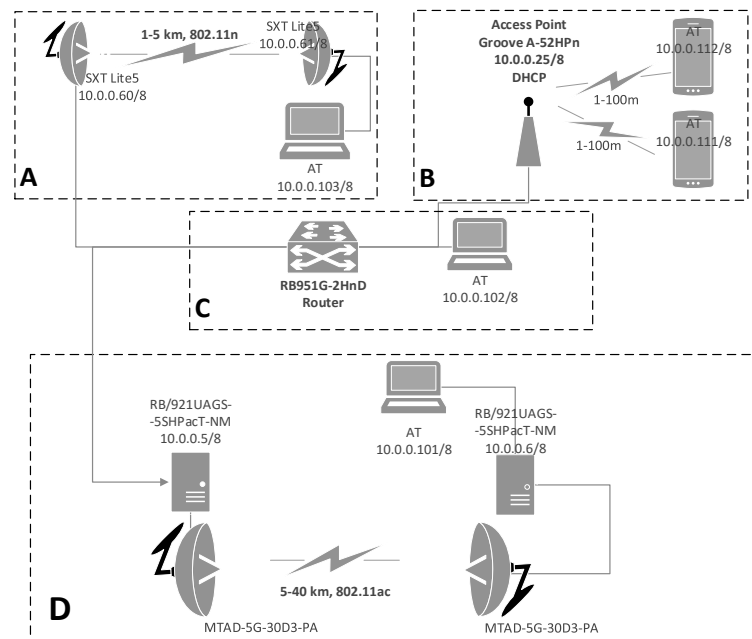 1-5 km, 802.11n
SXT Lite5
10.0.0.61/8
SXT Lite5
10.0.0.60/8
AT
10.0.0.103/8
A
Access Point
Groove A-52HPn
10.0.0.25/8
DHCP
AT
10.0.0.112/8
1-100m
AT
10.0.0.111/8
1-100m
B
RB951G-2HnD
Router
AT
10.0.0.102/8
C
RB/921UAGS-
-5SHPacT-NM
10.0.0.5/8
AT
10.0.0.101/8
RB/921UAGS-
-5SHPacT-NM
10.0.0.6/8
5-40 km, 802.11ac
MTAD-5G-30D3-PA
MTAD-5G-30D3-PA
D